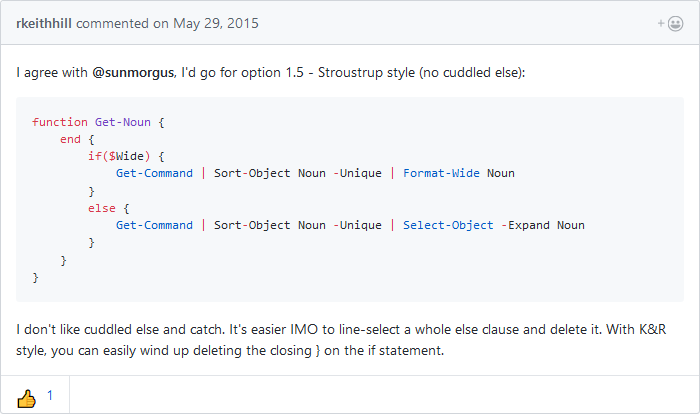 rkeithhill commented on May 29, 2015
+
I agree with @sunmorgus, I'd go for option 1.5 - Stroustrup style (no cuddled else):
function Get-Noun {
    end {
        if($Wide) {
            Get-Command | Sort-Object Noun -Unique | Format-Wide Noun
        }
        else {
            Get-Command | Sort-Object Noun -Unique | Select-Object -Expand Noun
        }
    }
}
I don't like cuddled else and catch. It's easier IMO to line-select a whole else clause and delete it. With K&R
style, you can easily wind up deleting the closing } on the if statement.
1